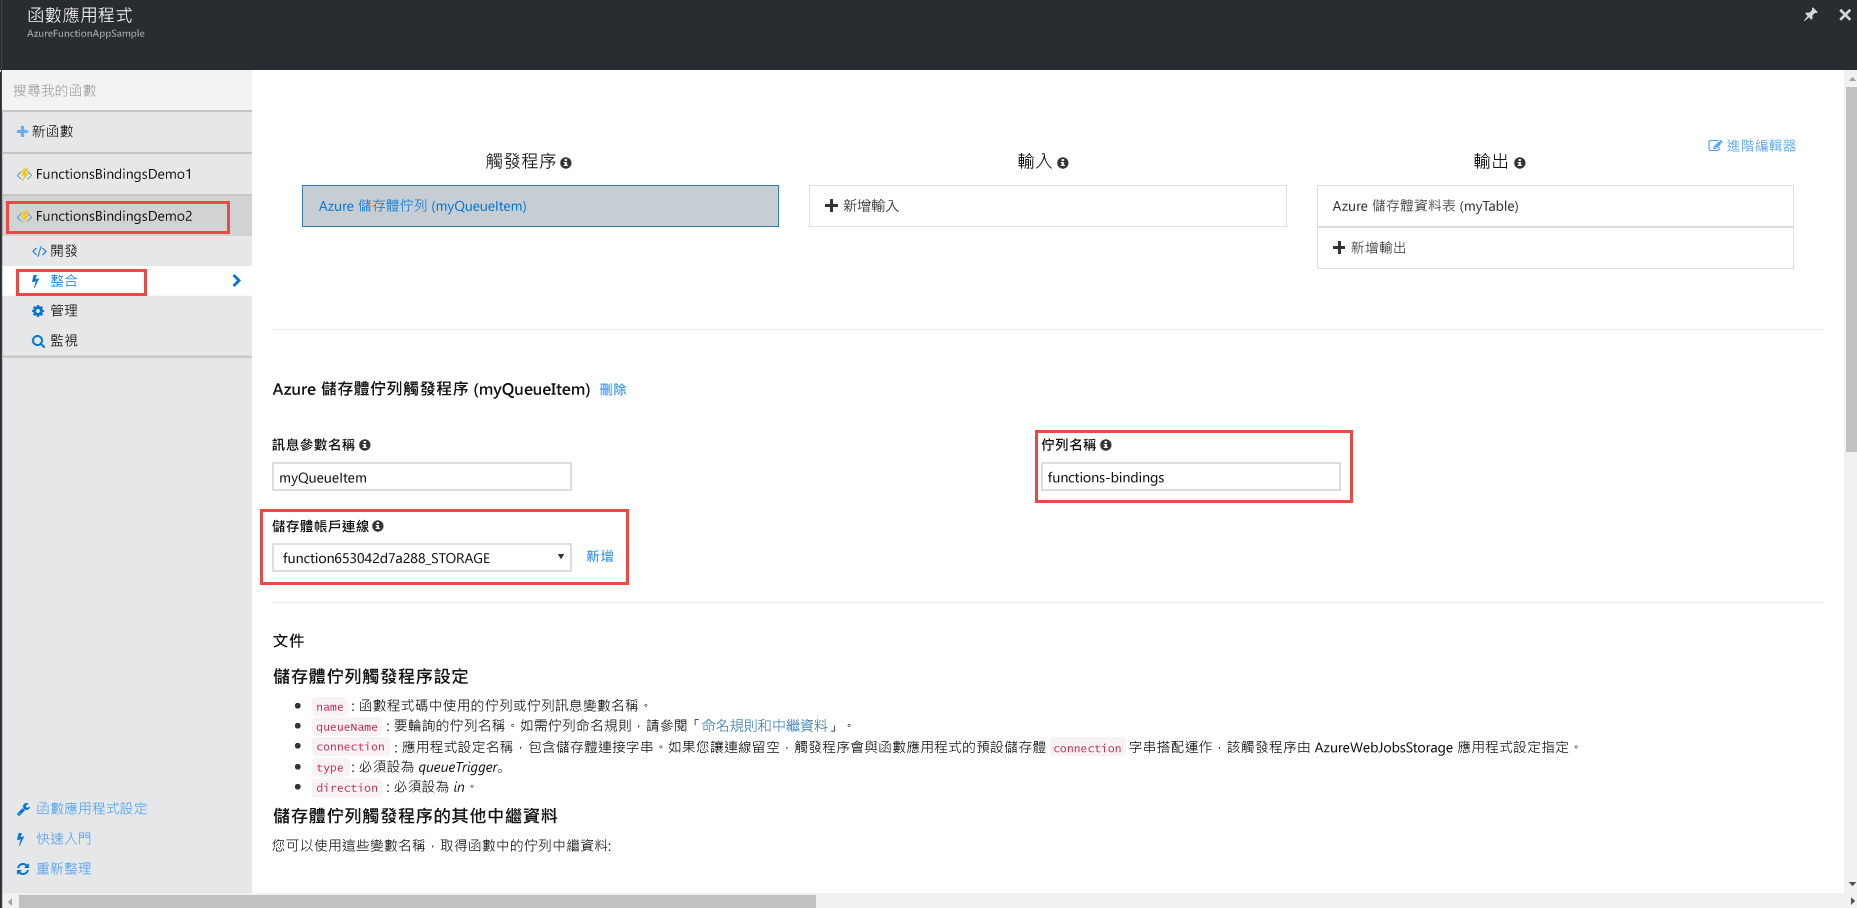 函數應用程式
AzureFunctionAppSample
搜尋我的函數
新函數
FunctionsBindingsDemo1
FunctionsBindingsDemo2
開發
整合
管理
監視
函數應用程式設定
快速入門
重新整理
進階編輯器
觸發程序
Azure 儲存體佇列 (myQueueItem)
輸入
新增輸入
輸出
Azure 儲存體資料表 (myTable)
新增輸出
Azure 儲存體佇列觸發程序 (myQueueItem) 刪除
訊息參數名稱
myQueueItem
佇列名稱
functions-bindings
儲存體帳戶連線
function653042d7a288_STORAGE 新增
文件
儲存體佇列觸發程序設定
name : 函數程式碼中使用的佇列或佇列訊息變數名稱。
queueName : 要輪詢的佇列名稱。如需佇列命名規則，請參閱「命名規則和中繼資料」。
connection : 應用程式設定名稱，包含儲存體連接字串。如果您讓連線留空，觸發程序會與函數應用程式的預設儲存體 connection 字串搭配運作，該觸發程序由 AzureWebJobsStorage 應用程式設定指定。
type : 必須設為 queueTrigger。
direction : 必須設為 in。
儲存體佇列觸發程序的其他中繼資料
您可以使用這些變數名稱，取得函數中的佇列中繼資料: